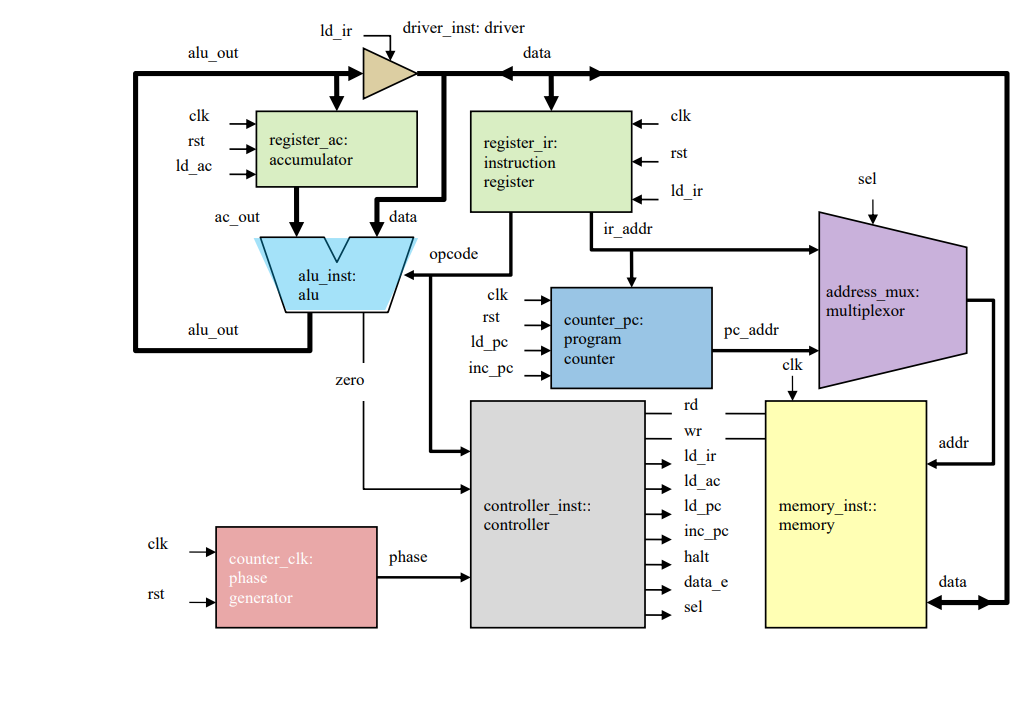 ld_ir
driver_inst: driver
alu_out
data
clk
rst
ld_ac
register_ac:
accumulator
register_ir:
instruction
register
clk
rst
ld_ir
sel
ac_out
data
ir_addr
opcode
alu_inst:
alu
address_mux:
multiplexor
clk
rst
ld_pc
inc_pc
counter_pc:
program
counter
pc_addr
alu_out
clk
zero
rd
wr
ld_ir
ld_ac
ld_pc
inc_pc
halt
data_e
sel
addr
controller_inst::
controller
memory_inst::
memory
clk
rst
counter_clk:
phase
generator
phase
data